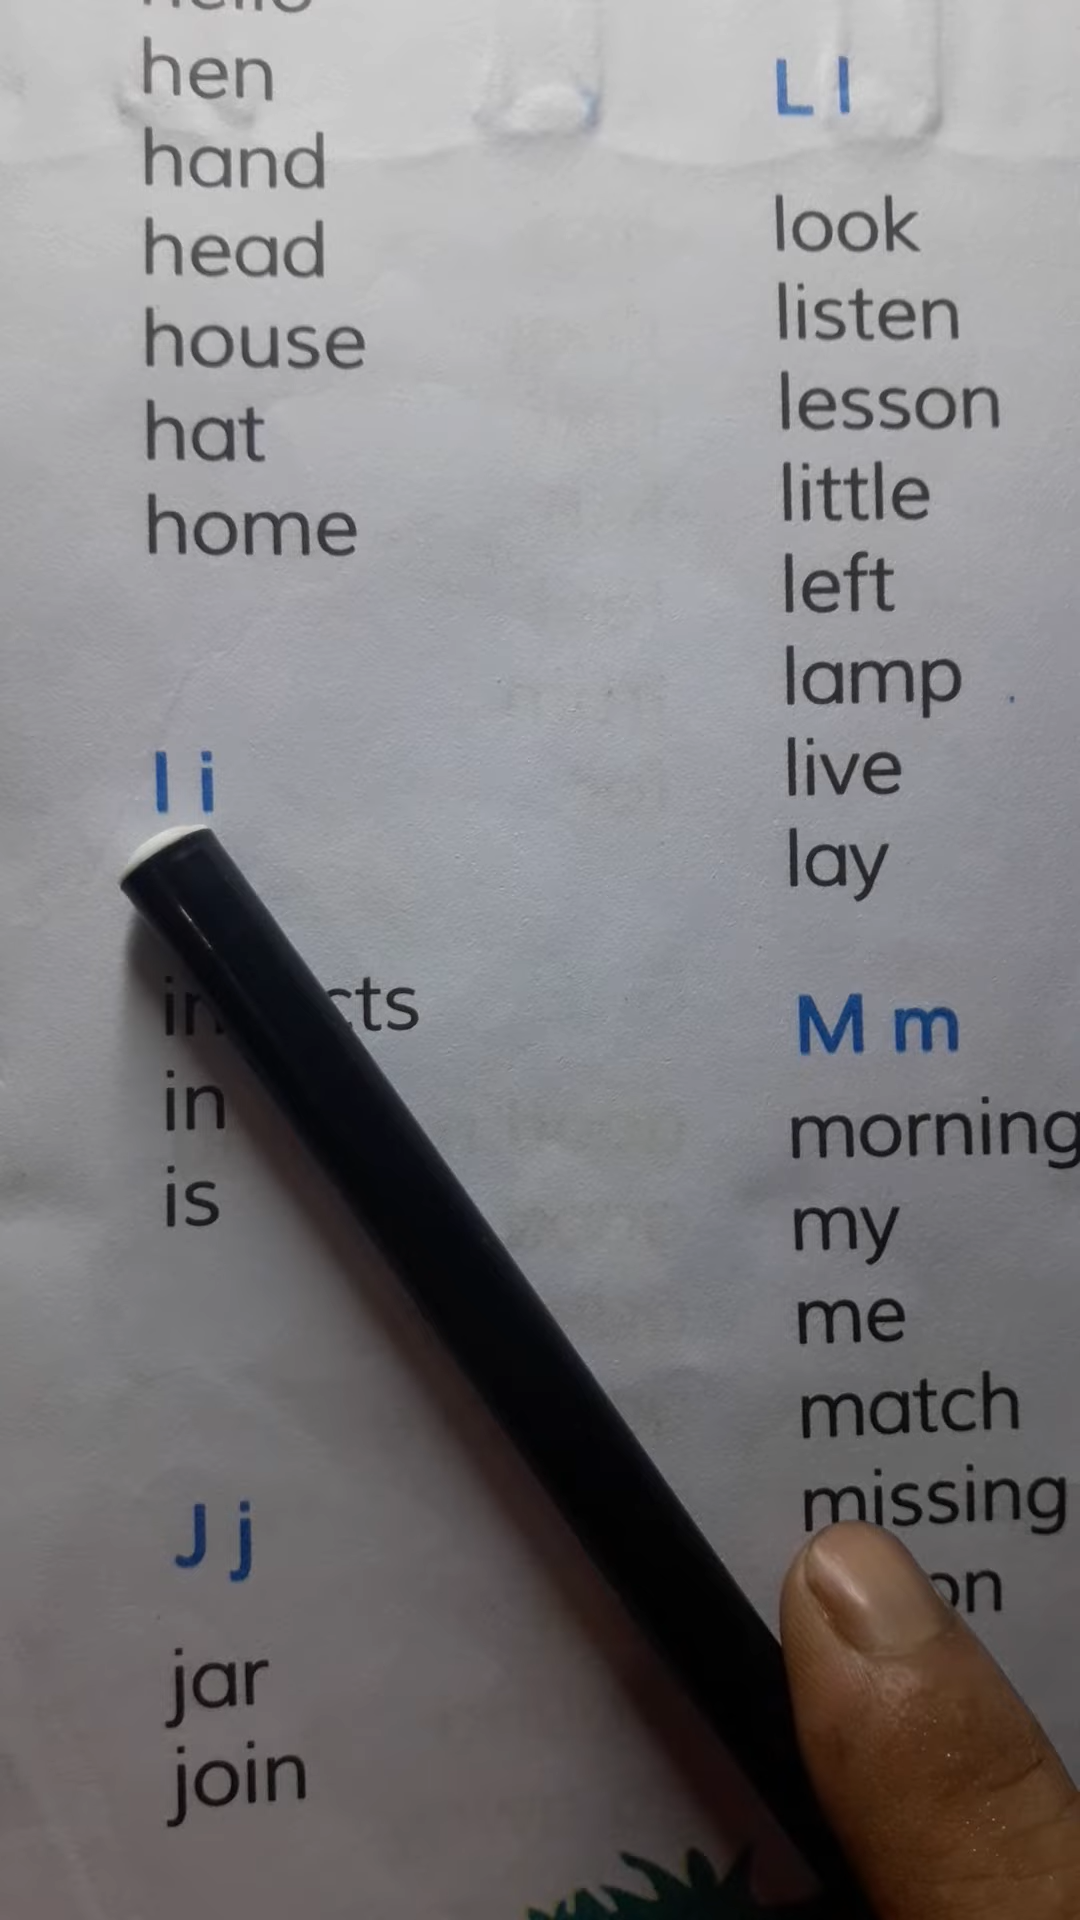 hello
hen
hand
head
house
hat
home
I i
in
is
J j
jar
join
L l
look
listen
lesson
little
left
lamp
live
lay
M m
morning
my
me
match
missing